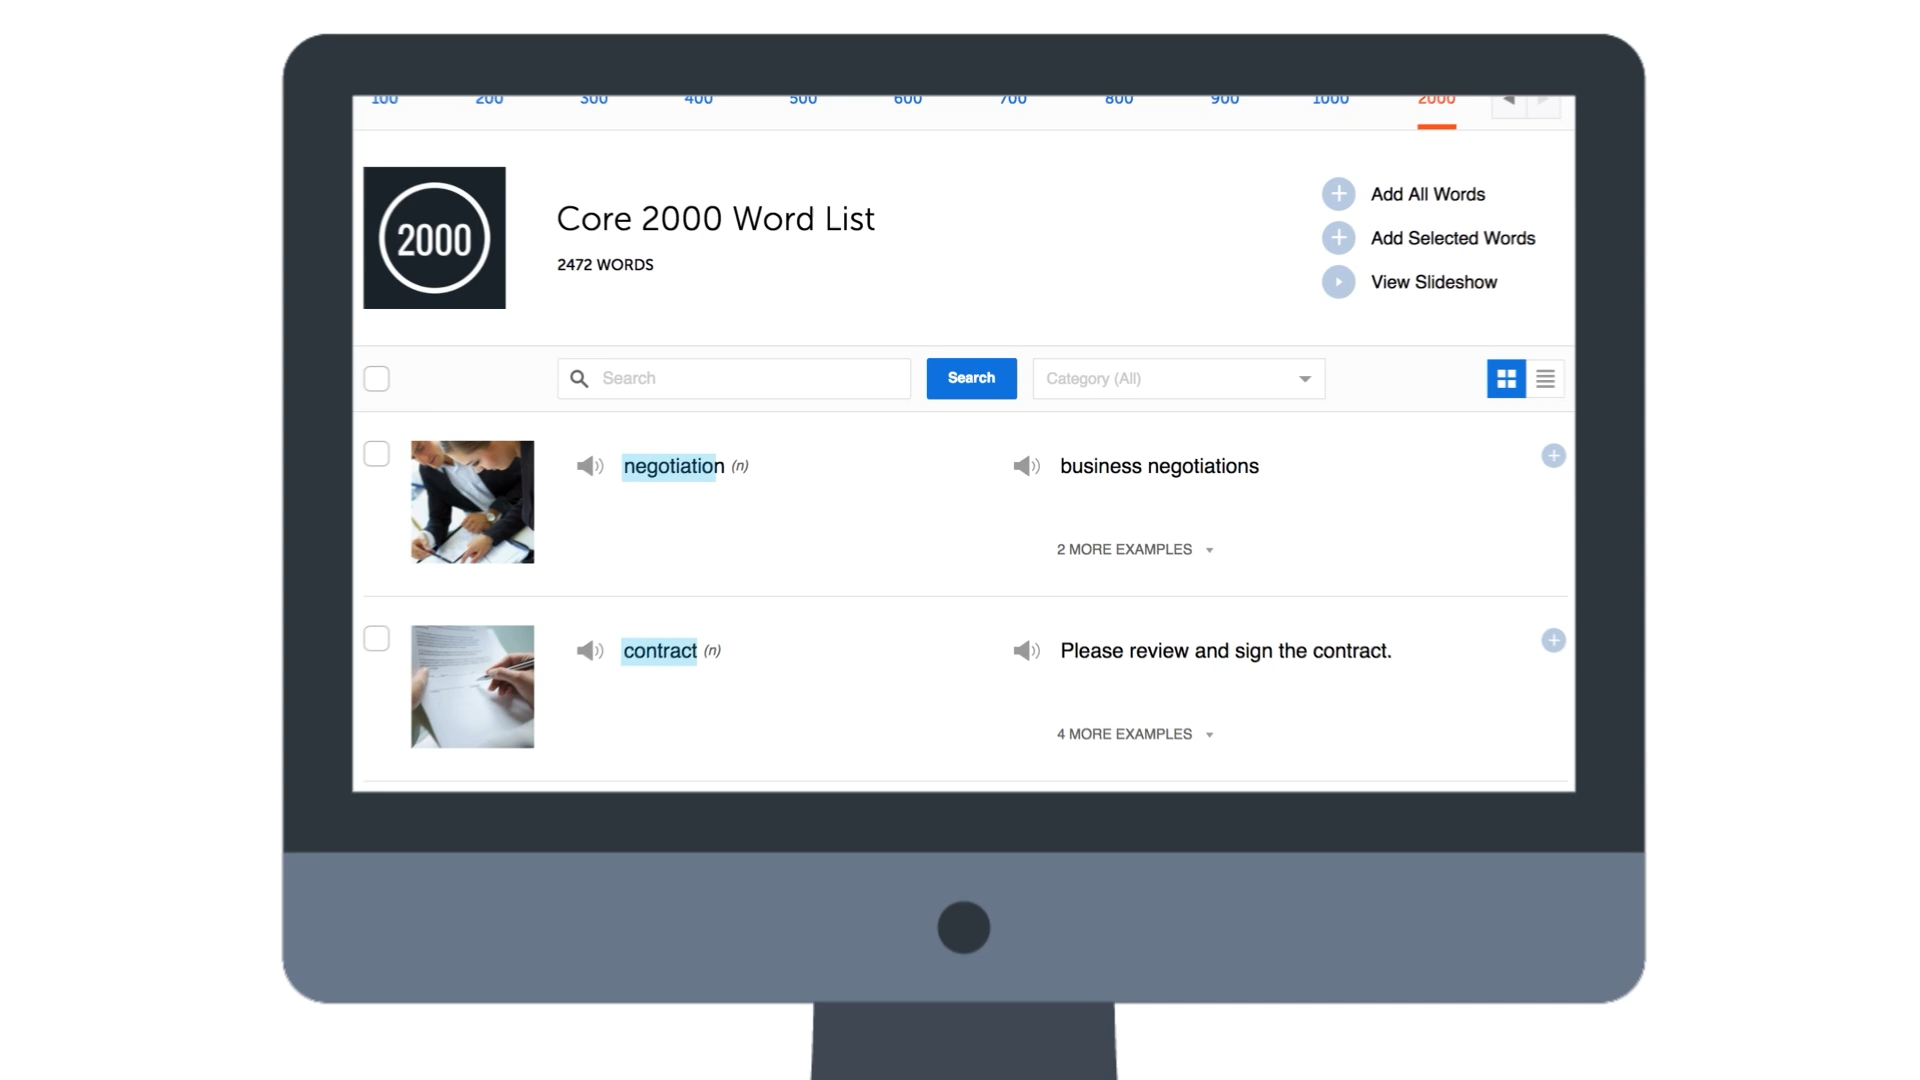 100 200 300 400 500 600 700 800 900 1000 2000
2000
Core 2000 Word List
2472 WORDS
Add All Words
Add Selected Words
View Slideshow
Search
Search
Category (All)
negotiation (n)
business negotiations
2 MORE EXAMPLES
contract (n)
Please review and sign the contract.
4 MORE EXAMPLES